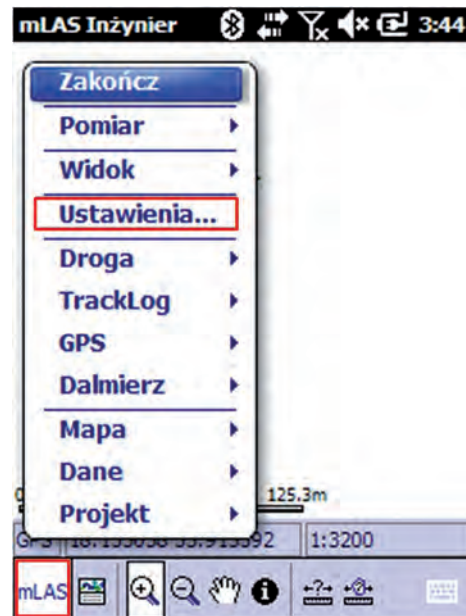 mLAS Inżynier 3:44
Zakończ
Pomiar
Widok
Ustawienia...
Droga
TrackLog
GPS
Dalmierz
Mapa
Dane
Projekt
125.3m
1:3200
mLAS